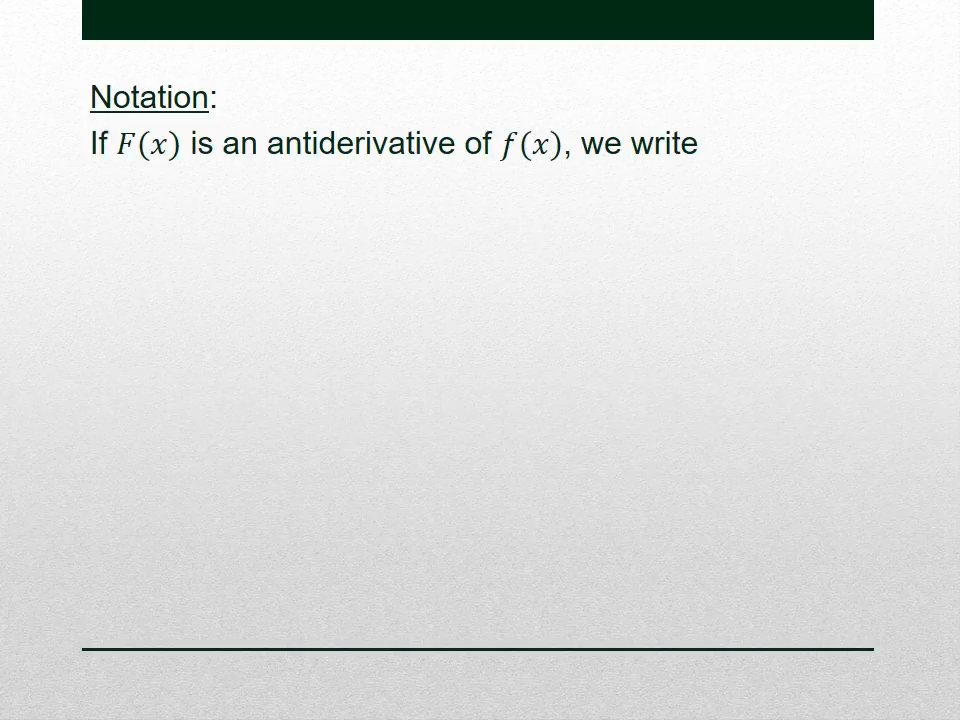 Notation:
If F(x) is an antiderivative of f(x), we write